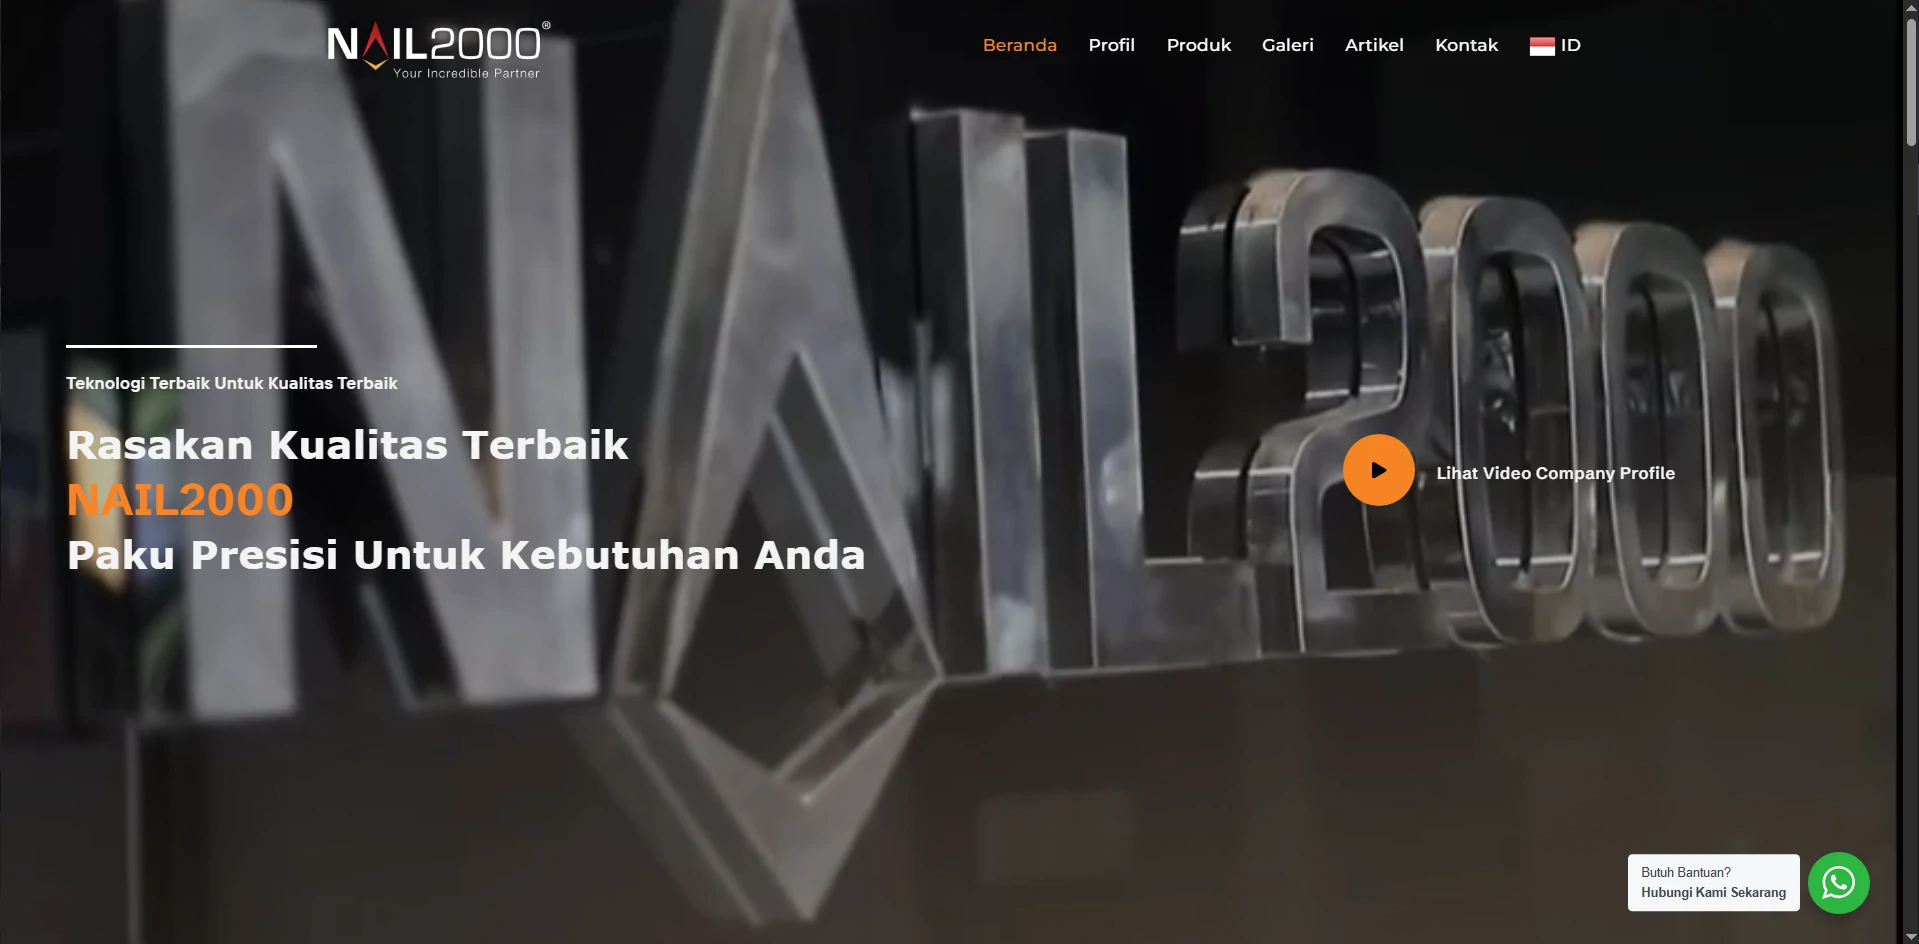 NAIL2000®
Your Incredible Partner
Beranda Profil Produk Galeri Artikel Kontak ID
NAIL2000
Teknologi Terbaik Untuk Kualitas Terbaik
Rasakan Kualitas Terbaik
NAIL2000
Paku Presisi Untuk Kebutuhan Anda
Lihat Video Company Profile
Butuh Bantuan?
Hubungi Kami Sekarang